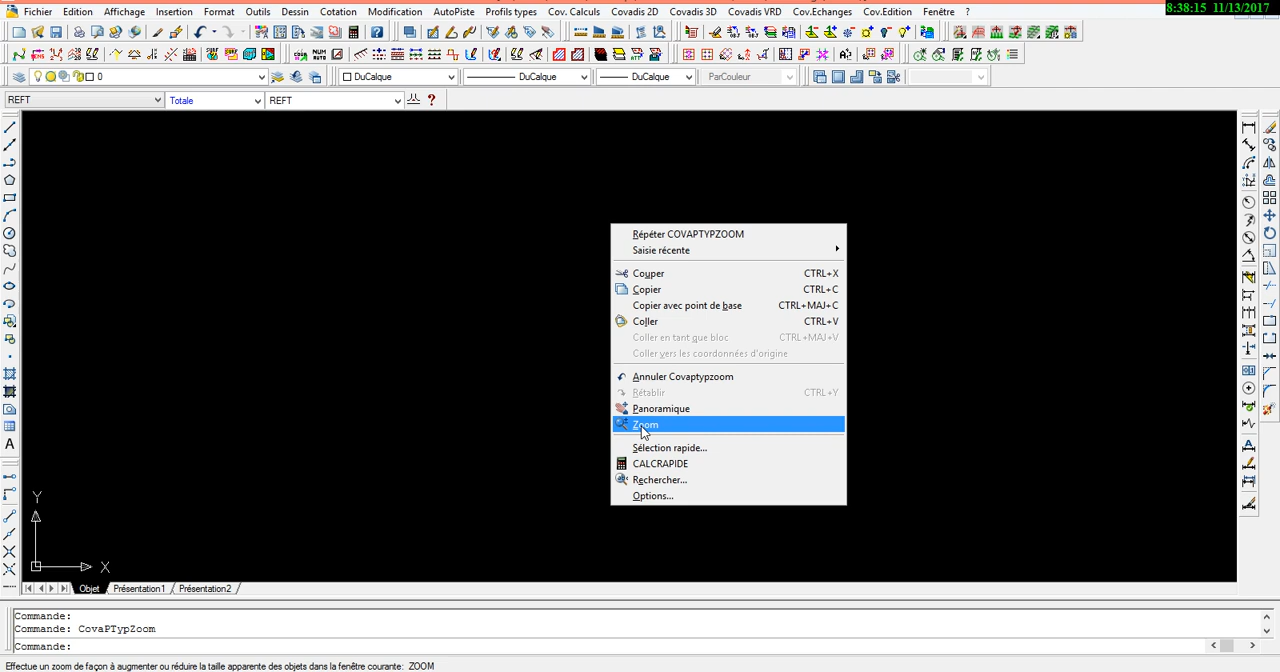 8:38:15 11/13/2017
Fichier Edition Affichage Insertion Format Outils Dessin Cotation Modification AutoPiste Profils types Cov. Calculs Covadis 2D Covadis 3D Covadis VRD Cov.Echanges Cov.Edition Fenêtre ?
0 DuCalque DuCalque DuCalque ParCouleur
REFT Totale REFT ?
Répéter COVAPTYPZOOM
Saisie récente
Couper CTRL+X
Copier CTRL+C
Copier avec point de base CTRL+MAJ+C
Coller CTRL+V
Coller en tant que bloc CTRL+MAJ+V
Coller vers les coordonnées d'origine
Annuler Covaptypzoom
Rétablir CTRL+Y
Panoramique
Zoom
Sélection rapide...
CALCRAPIDE
Rechercher...
Options...
A
Y
X
Objet Présentation1 Présentation2
Commande:
Commande: CovaPTypZoom
Commande:
Effectue un zoom de façon à augmenter ou réduire la taille apparente des objets dans la fenêtre courante: ZOOM